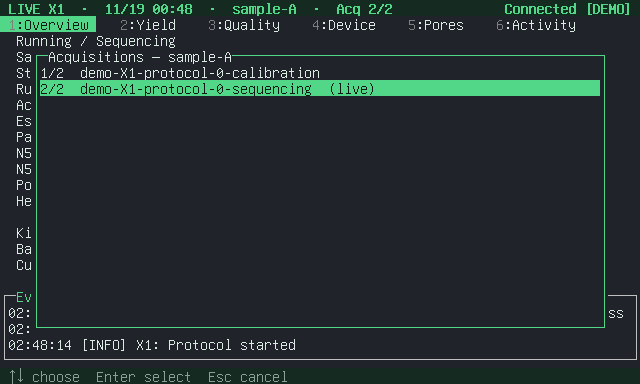 LIVE X1 - 11/19 00:48 - sample-A - Acq 2/2 Connected [DEMO]
1:Overview 2:Yield 3:Quality 4:Device 5:Pores 6:Activity
Running / Sequencing
Sa Acquisitions — sample-A
St 1/2 demo-X1-protocol-0-calibration
Ru 2/2 demo-X1-protocol-0-sequencing (live)
Ac
Es
Pa
N5
N5
Po
He
Ki
Ba
Cu
Ev
02: ss
02:
02:48:14 [INFO] X1: Protocol started
↑↓ choose Enter select Esc cancel